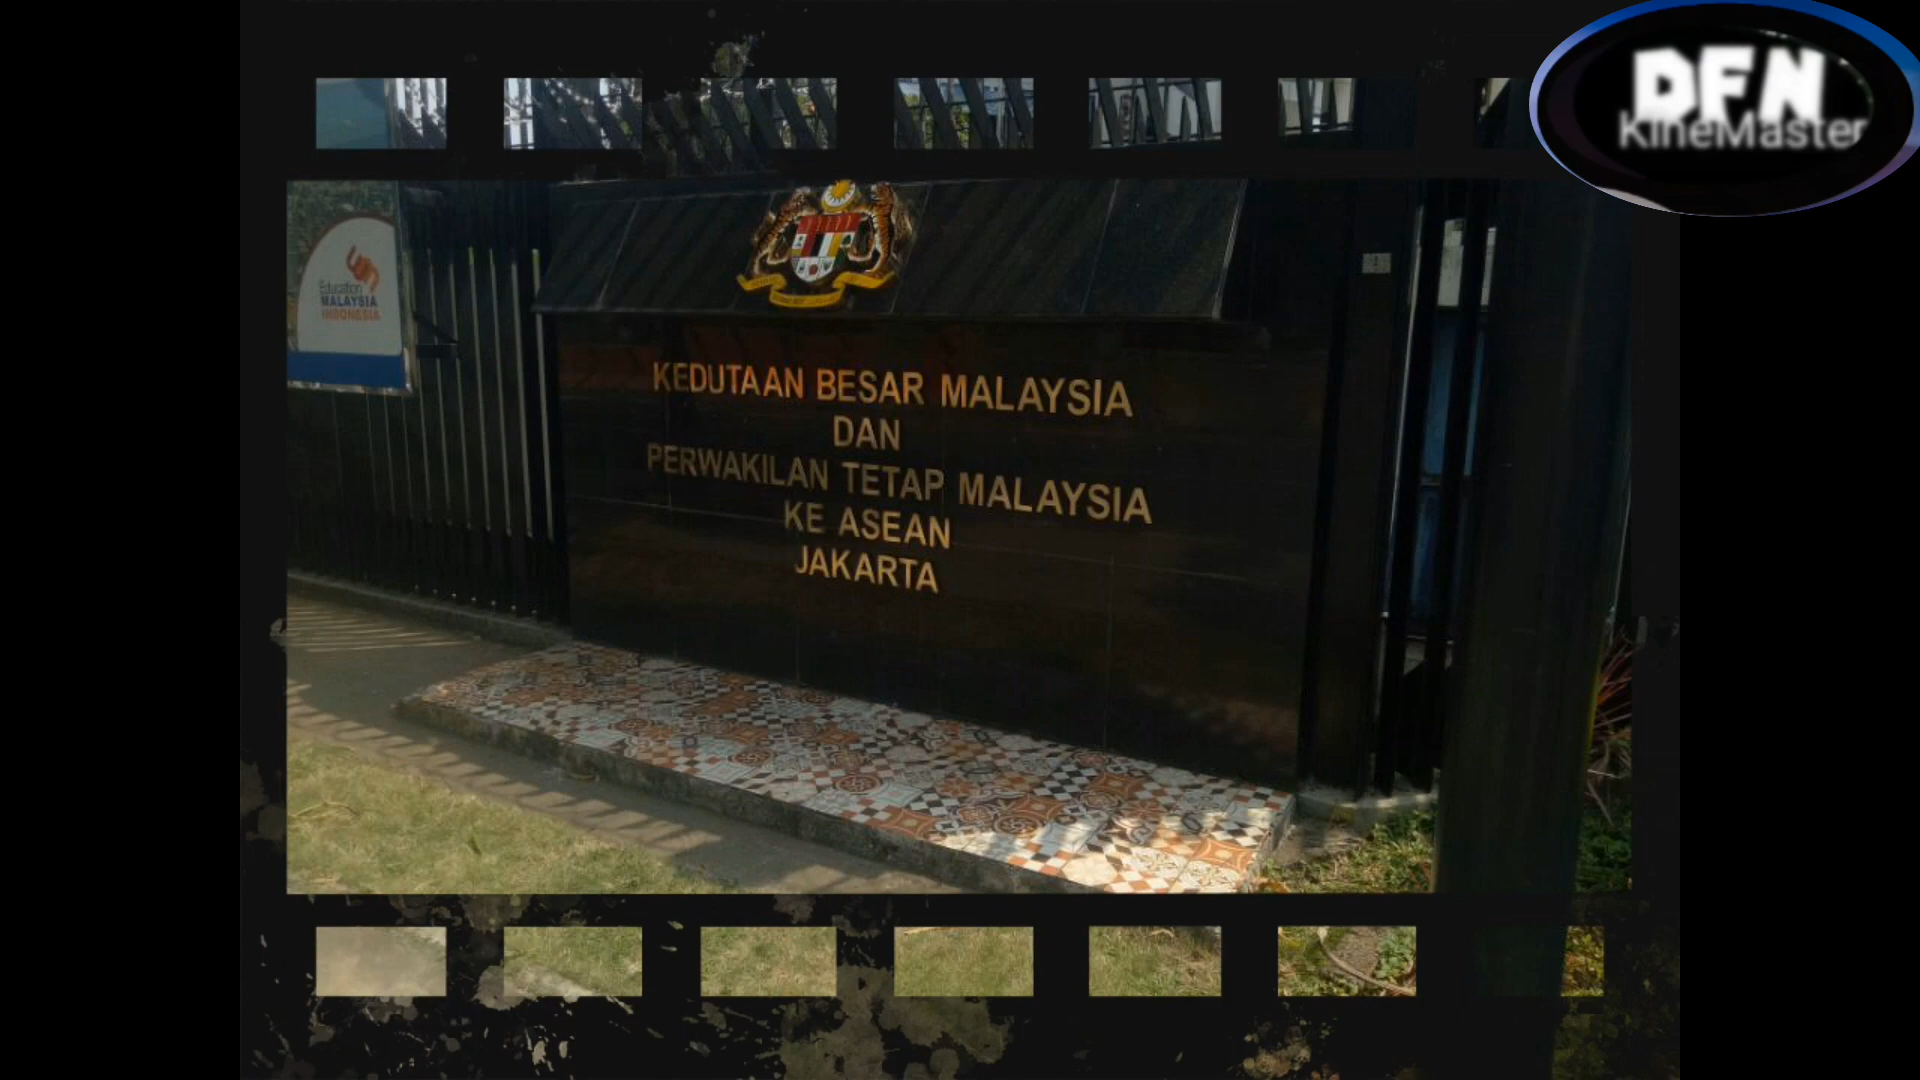 DFN
KineMaster
Education
MALAYSIA
INDONESIA
KEDUTAAN BESAR MALAYSIA
DAN
PERWAKILAN TETAP MALAYSIA
KE ASEAN
JAKARTA